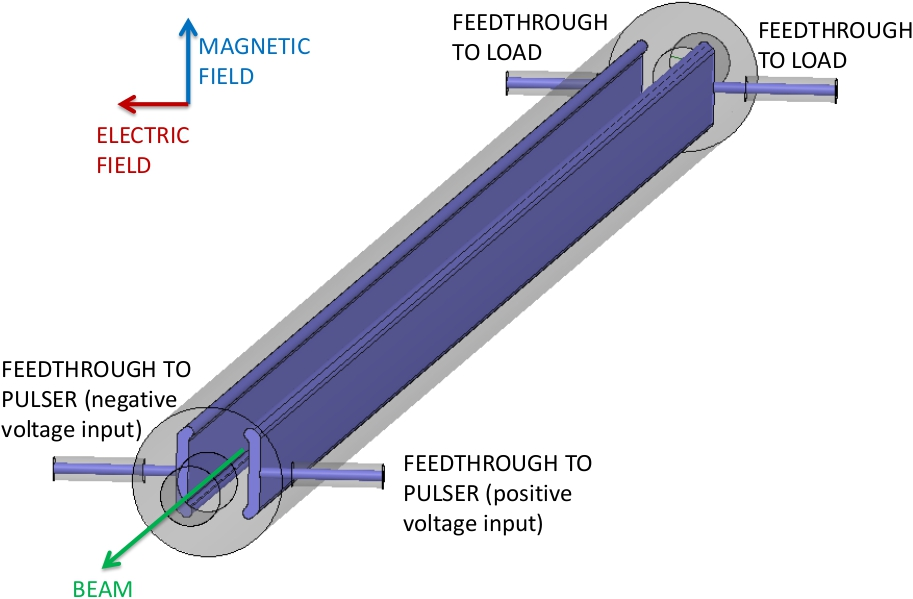 FEEDTHROUGH
TO LOAD
FEEDTHROUGH
TO LOAD
MAGNETIC
FIELD
ELECTRIC
FIELD
FEEDTHROUGH TO
PULSER (negative
voltage input)
FEEDTHROUGH TO
PULSER (positive
voltage input)
BEAM